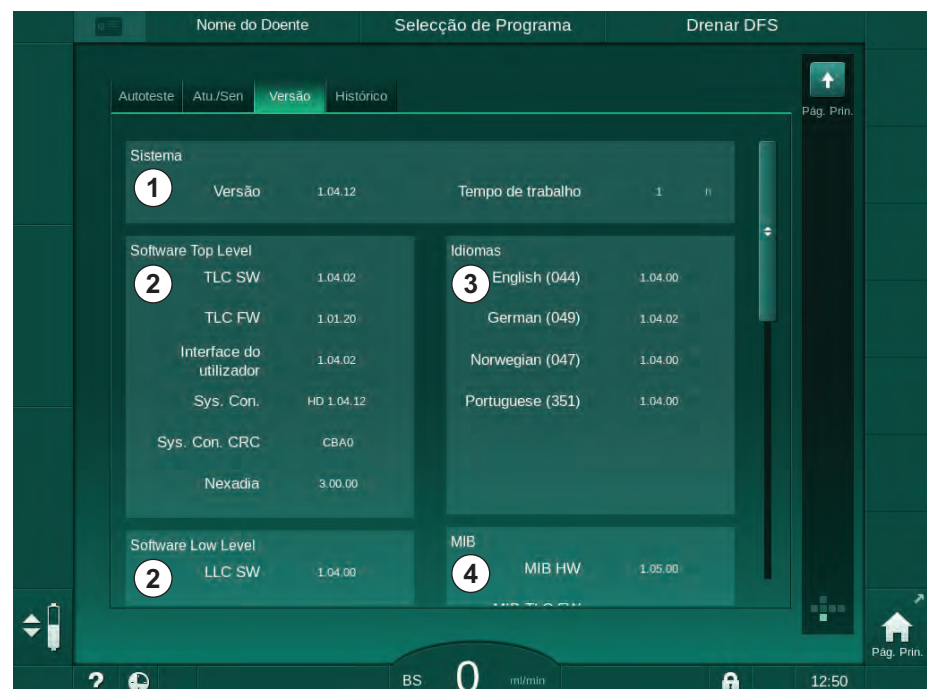 Nome do Doente
Selecção de Programa
Drenar DFS
Autoteste
Atu./Sen
Versão
Histórico
Pág. Prin.
Sistema
1
Versão
1.04.12
Tempo de trabalho
1
Software Top Level
2
TLC SW
1.04.02
TLC FW
1.01.20
Interface do
utilizador
1.04.02
Sys. Con.
HD 1.04.12
Sys. Con. CRC
CBA0
Nexadia
3.00.00
Idiomas
3
English (044)
1.04.00
German (049)
1.04.02
Norwegian (047)
1.04.00
Portuguese (351)
1.04.00
Software Low Level
2
LLC SW
1.04.00
MIB
4
MIB HW
1.05.00
Pág. Prin.
?
BS
0
ml/min
12:50